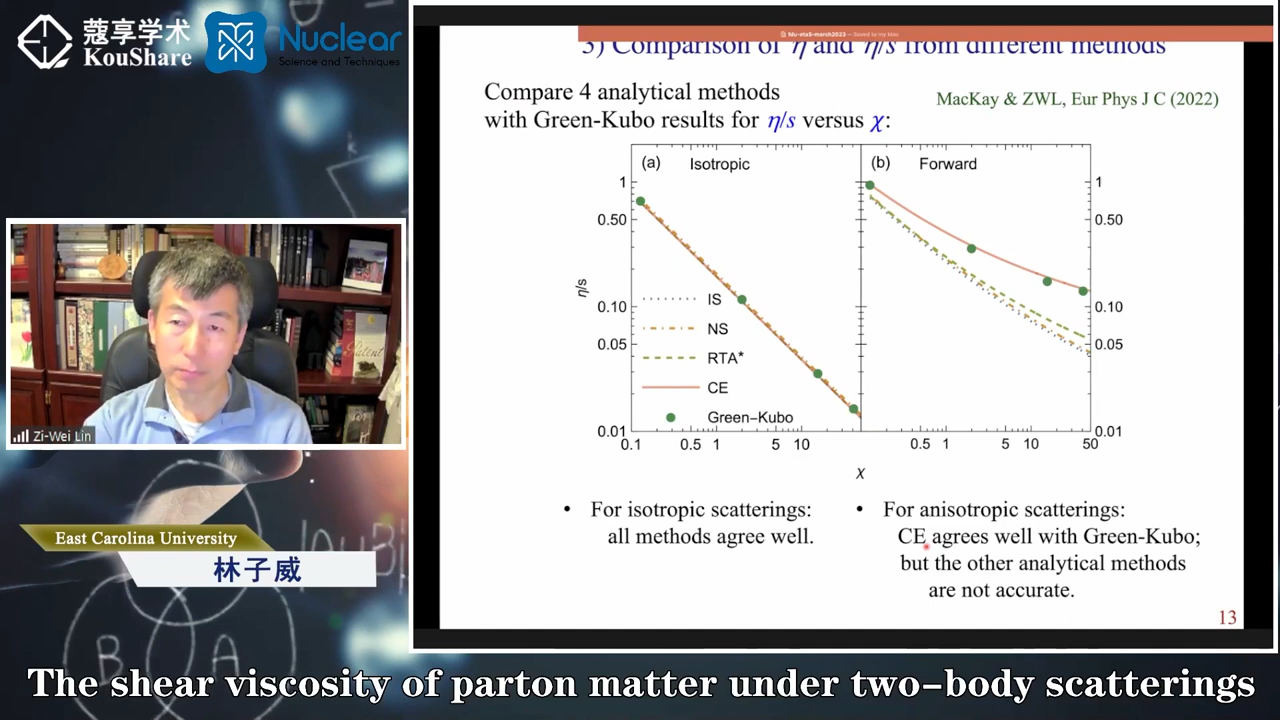 蔻享学术
KouShare
Nuclear
Science and Techniques
5) Comparison of η and η/s from different methods
Compare 4 analytical methods
with Green-Kubo results for η/s versus χ:
MacKay & ZWL, Eur Phys J C (2022)
(a) Isotropic
(b) Forward
1
0.50
0.10
0.05
0.01
η/s
IS
NS
RTA*
CE
Green−Kubo
1
0.50
0.10
0.05
0.01
0.1 0.5 1 5 10
0.5 1 5 10 50
χ
• For isotropic scatterings:
all methods agree well.
• For anisotropic scatterings:
CE agrees well with Green-Kubo;
but the other analytical methods
are not accurate.
13
Zi-Wei Lin
East Carolina University
林子威
B
A
The shear viscosity of parton matter under two-body scatterings